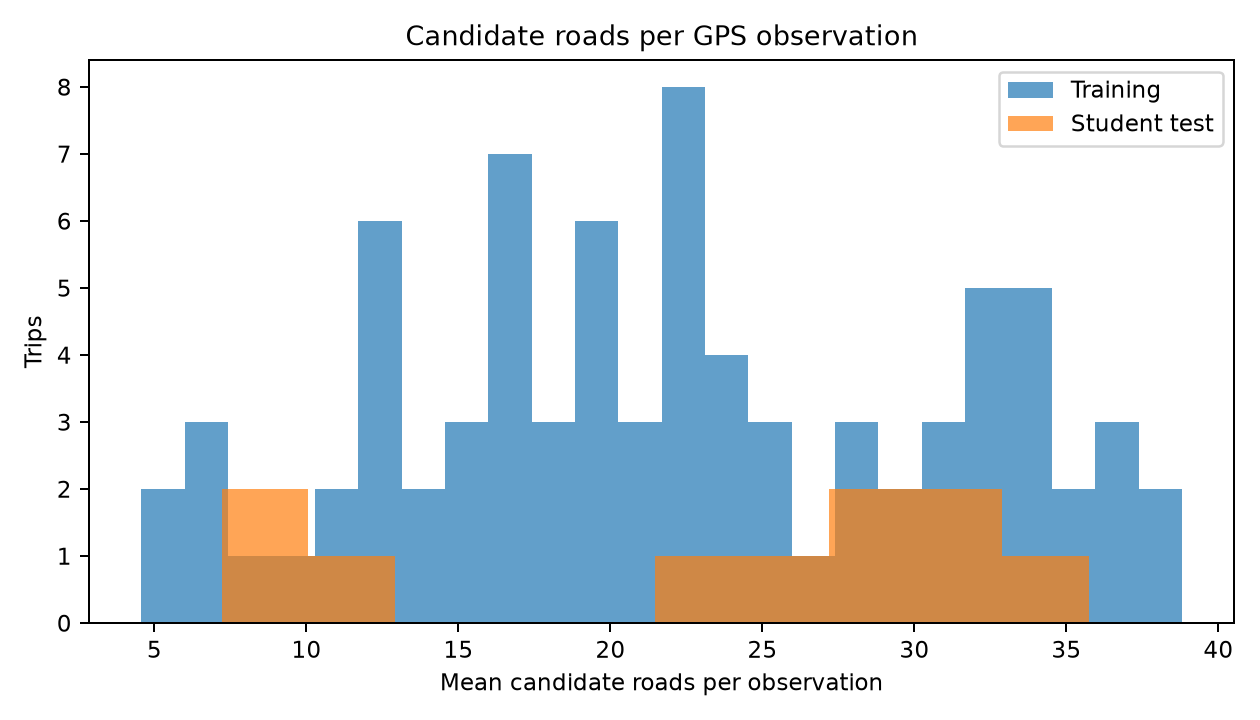 Candidate roads per GPS observation
Training
Student test
8
7
6
5
4
3
2
1
0
Trips
5 10 15 20 25 30 35 40
Mean candidate roads per observation